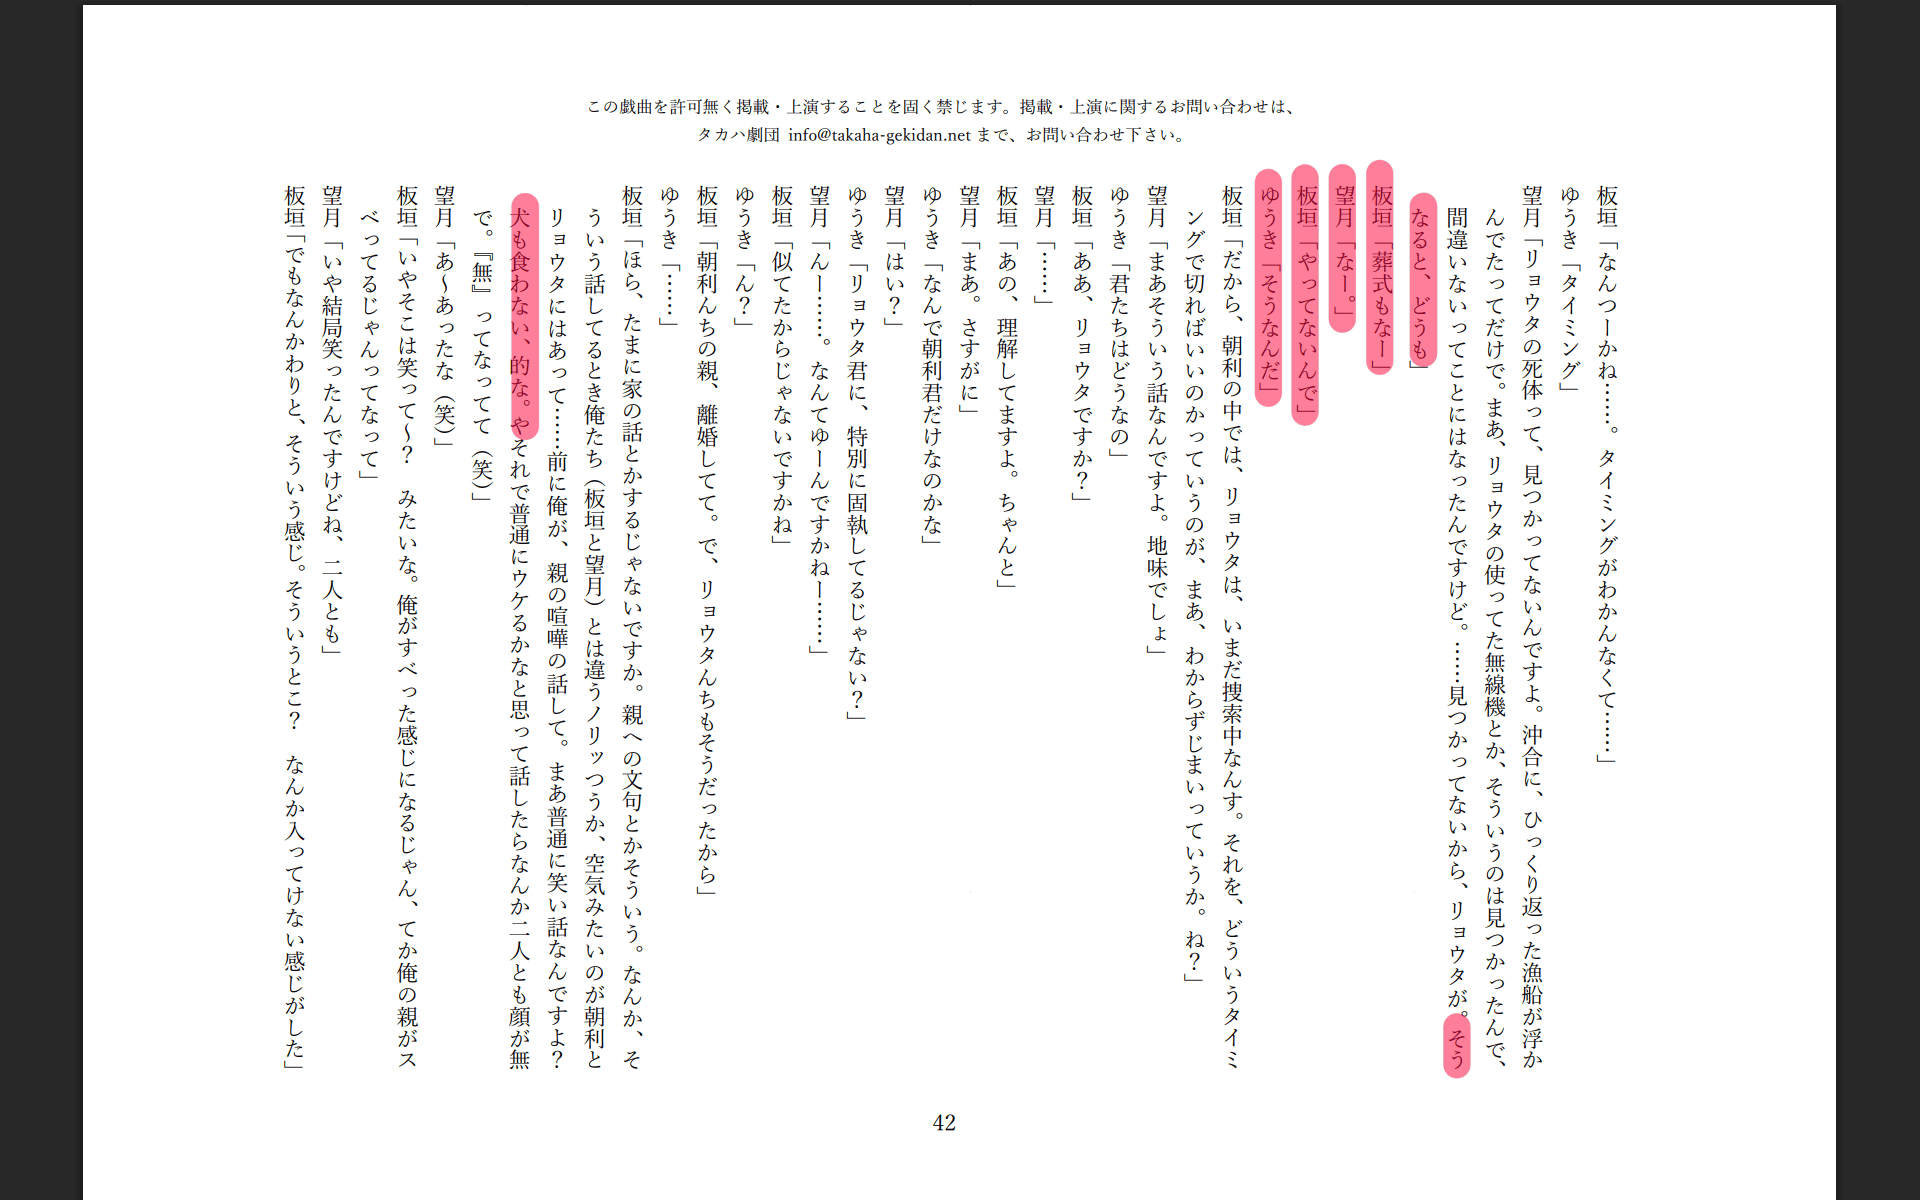 この戯曲を許可無く掲載・上演することを固く禁じます。掲載・上演に関するお問い合わせは、
タカハ劇団 info@takaha-gekidan.net まで、お問い合わせ下さい。
板垣「なんつーかね……。タイミングがわかんなくて……」
ゆうき「タイミング」
望月「リョウタの死体って、見つかってないんですよ。沖合に、ひっくり返った漁船が浮か
んでたってだけで。まあ、リョウタの使ってた無線機とか、そういうのは見つかったんで、
間違いないってことにはなったんですけど。……見つかってないから、リョウタが。そう
なると、どうも」
板垣「葬式もなー」
望月「なー。」
板垣「やってないんで」
ゆうき「そうなんだ」
板垣「だから、朝利の中では、リョウタは、いまだ捜索中なんす。それを、どういうタイミ
ングで切ればいいのかっていうのが、まあ、わからずじまいっていうか。ね？」
望月「まあそういう話なんですよ。地味でしょ」
ゆうき「君たちはどうなの」
板垣「ああ、リョウタですか？」
望月「……」
板垣「あの、理解してますよ。ちゃんと」
望月「まあ。さすがに」
ゆうき「なんで朝利君だけなのかな」
望月「はい？」
ゆうき「リョウタ君に、特別に固執してるじゃない？」
望月「んー……。なんてゆーんですかねー……」
板垣「似てたからじゃないですかね」
ゆうき「ん？」
板垣「朝利んちの親、離婚してて。で、リョウタんちもそうだったから」
ゆうき「……」
板垣「ほら、たまに家の話とかするじゃないですか。親への文句とかそういう。なんか、そ
ういう話してるとき俺たち（板垣と望月）とは違うノリッつうか、空気みたいのが朝利と
リョウタにはあって……前に俺が、親の喧嘩の話して。まあ普通に笑い話なんですよ？
犬も食わない、的な。やそれで普通にウケるかなと思って話したらなんか二人とも顔が無
で。『無』ってなってて（笑）」
望月「あ〜あったな（笑）」
板垣「いやそこは笑って〜？　みたいな。俺がすべった感じになるじゃん、てか俺の親がス
べってるじゃんってなって」
望月「いや結局笑ったんですけどね、二人とも」
板垣「でもなんかわりと、そういう感じ。そういうとこ？　なんか入ってけない感じがした」
42